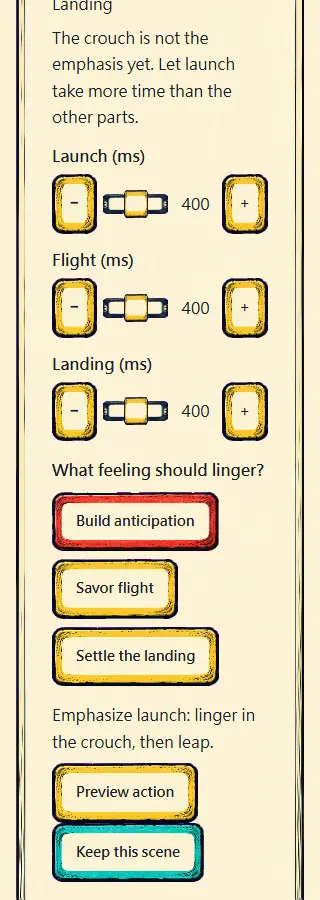 Landing
The crouch is not the
emphasis yet. Let launch
take more time than the
other parts.
Launch (ms)
- 400 +
Flight (ms)
- 400 +
Landing (ms)
- 400 +
What feeling should linger?
Build anticipation
Savor flight
Settle the landing
Emphasize launch: linger in
the crouch, then leap.
Preview action
Keep this scene